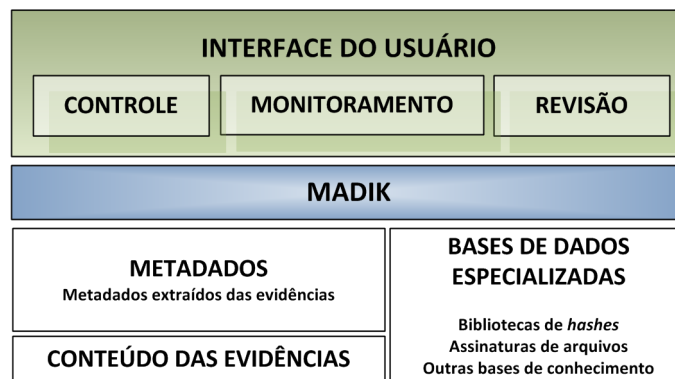 INTERFACE DO USUÁRIO
CONTROLE
MONITORAMENTO
REVISÃO
MADIK
METADADOS
Metadados extraídos das evidências
CONTEÚDO DAS EVIDÊNCIAS
BASES DE DADOS
ESPECIALIZADAS
Bibliotecas de hashes
Assinaturas de arquivos
Outras bases de conhecimento